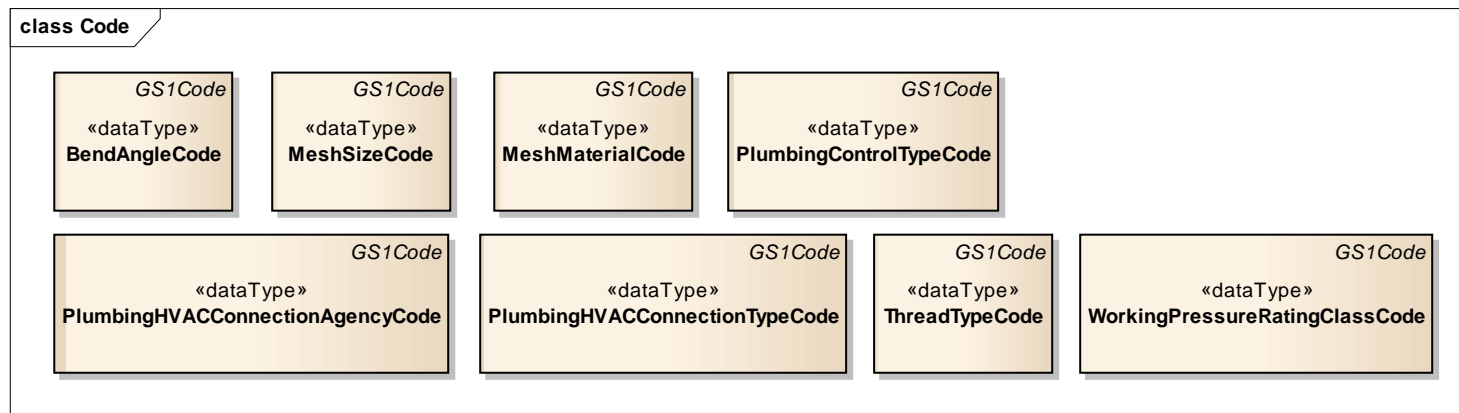 class Code
GS1Code
«dataType»
BendAngleCode
GS1Code
«dataType»
MeshSizeCode
GS1Code
«dataType»
MeshMaterialCode
GS1Code
«dataType»
PlumbingControlTypeCode
GS1Code
«dataType»
PlumbingHVACConnectionAgencyCode
GS1Code
«dataType»
PlumbingHVACConnectionTypeCode
GS1Code
«dataType»
ThreadTypeCode
GS1Code
«dataType»
WorkingPressureRatingClassCode